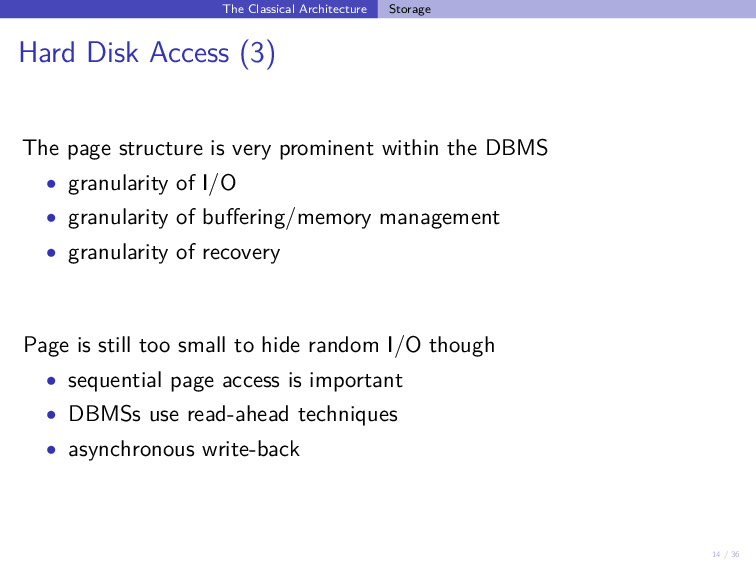 The Classical Architecture Storage
Hard Disk Access (3)
The page structure is very prominent within the DBMS
• granularity of I/O
• granularity of buffering/memory management
• granularity of recovery
Page is still too small to hide random I/O though
• sequential page access is important
• DBMSs use read-ahead techniques
• asynchronous write-back
14 / 36